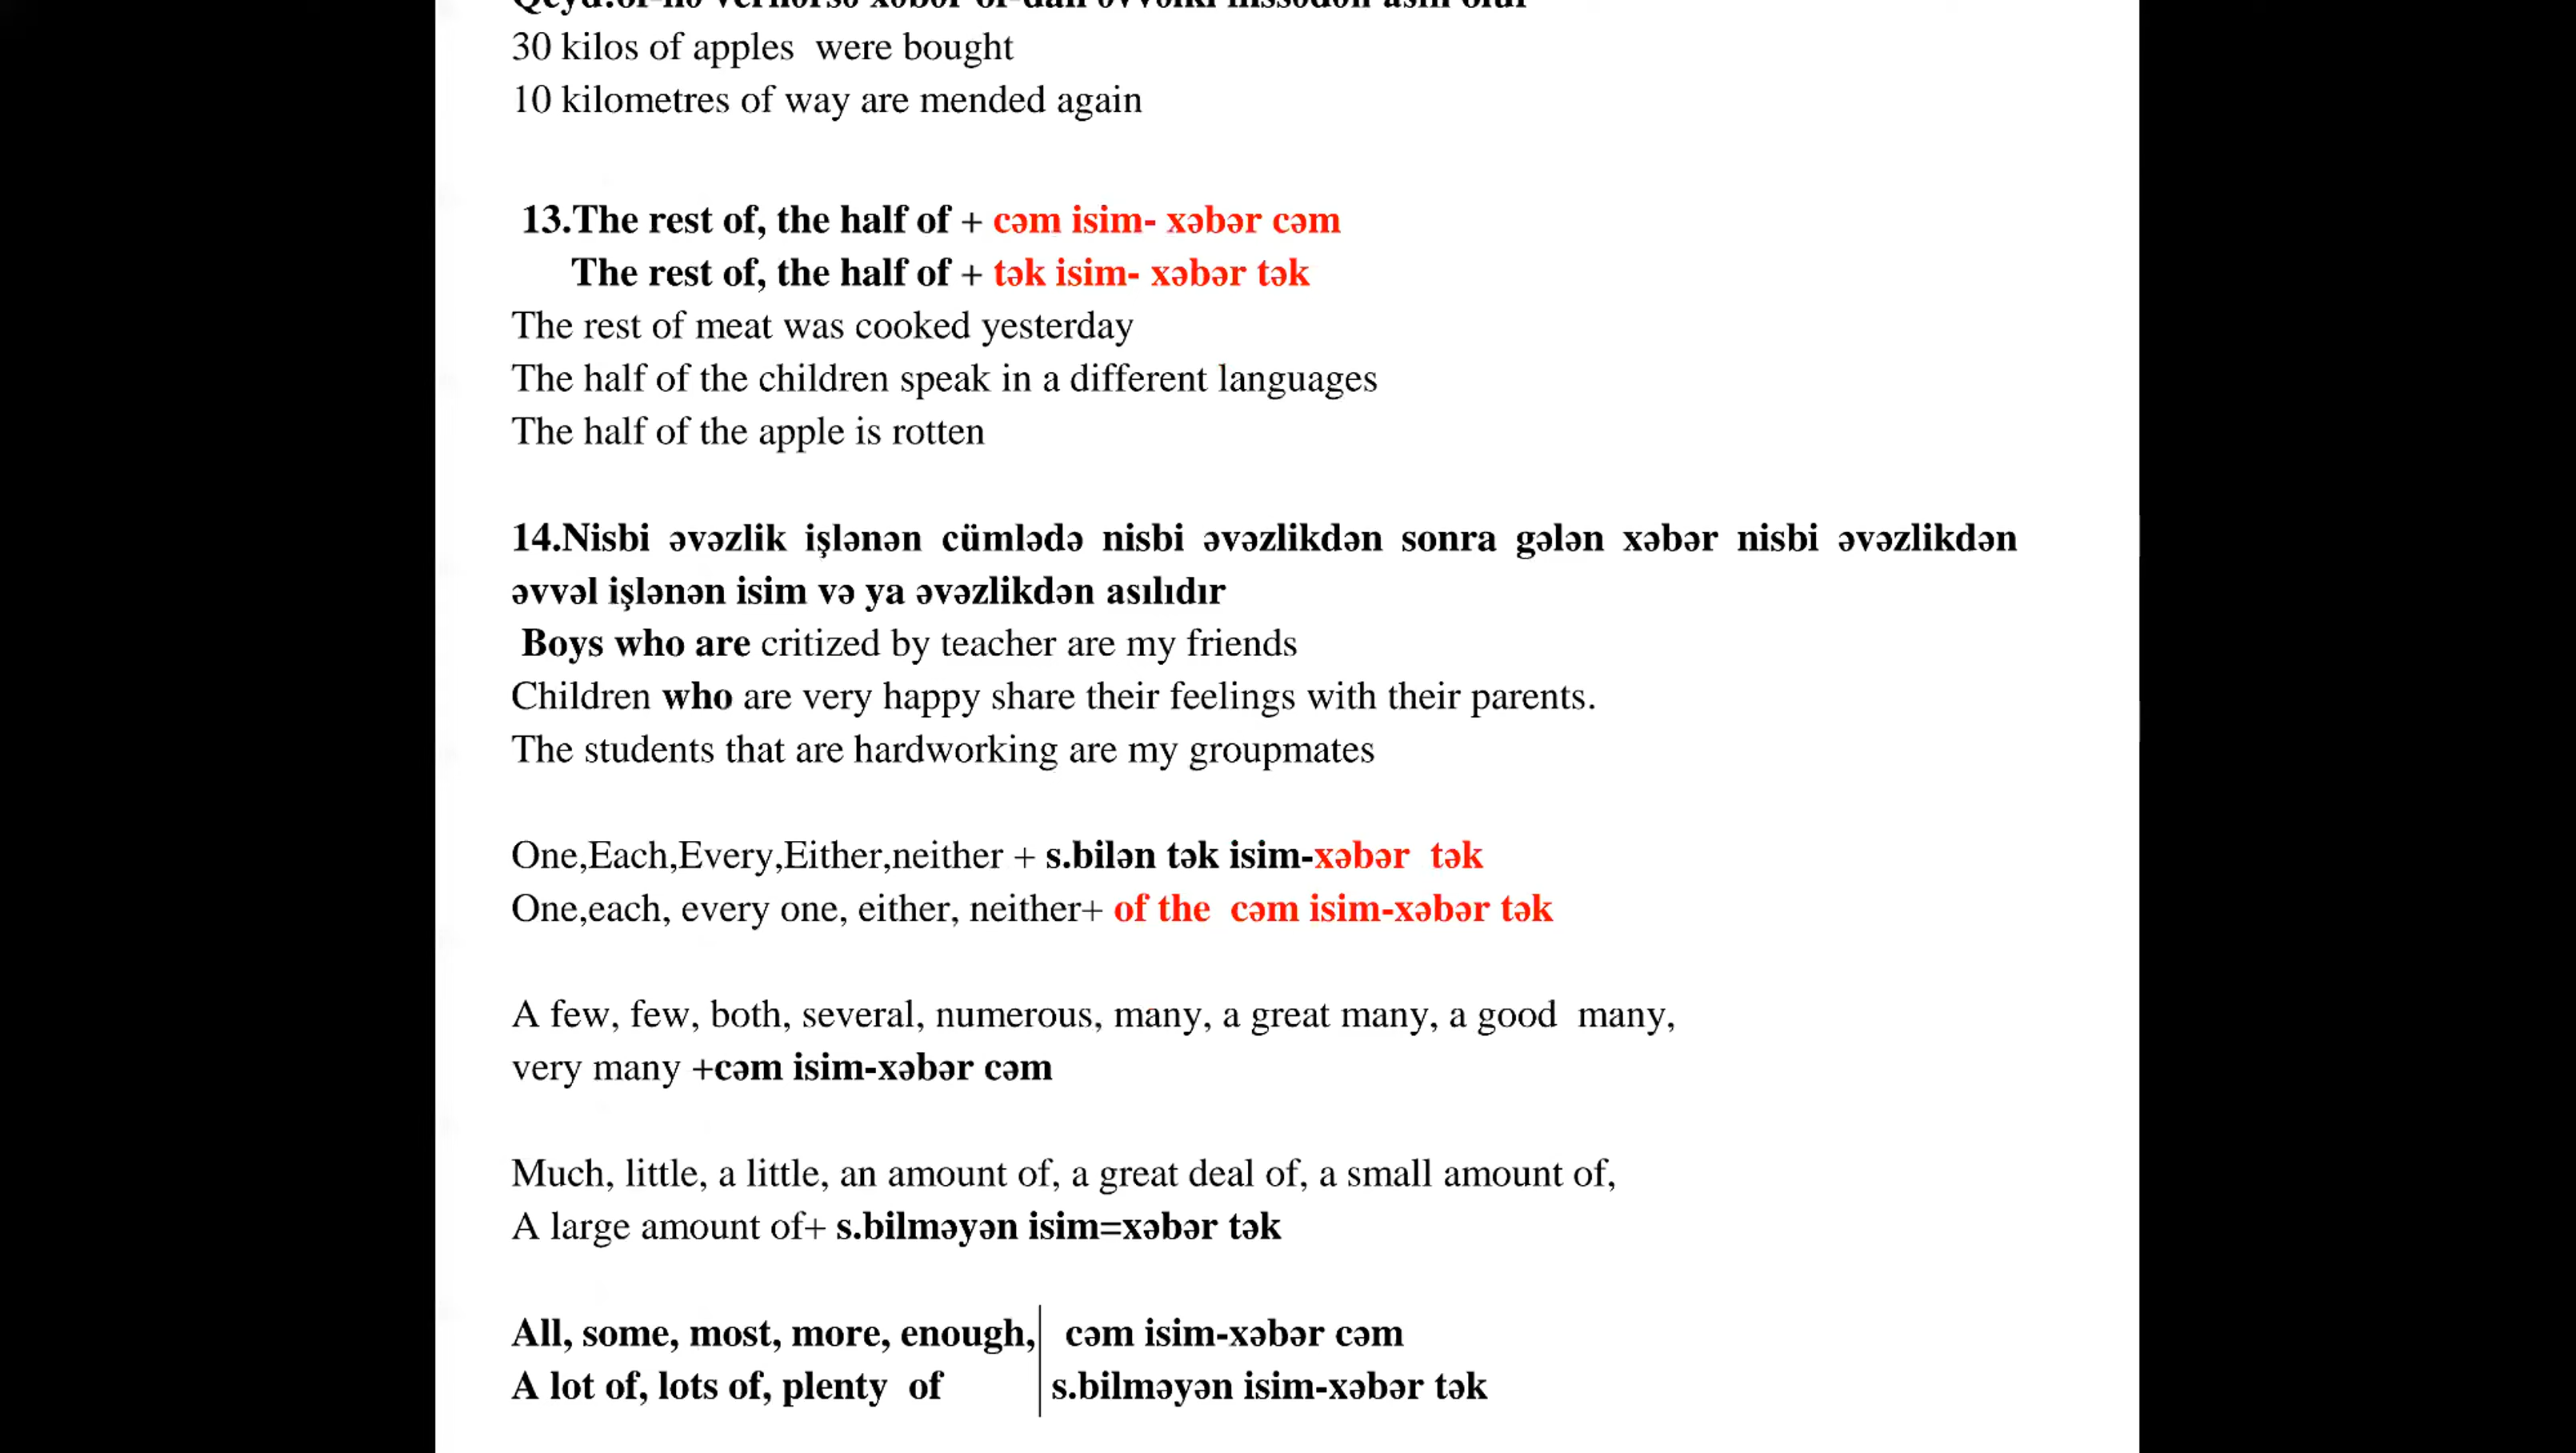 30 kilos of apples  were bought
10 kilometres of way are mended again
13.The rest of, the half of + cəm isim- xəbər cəm
The rest of, the half of + tək isim- xəbər tək
The rest of meat was cooked yesterday
The half of the children speak in a different languages
The half of the apple is rotten
14.Nisbi əvəzlik işlənən cümlədə nisbi əvəzlikdən sonra gələn xəbər nisbi əvəzlikdən
əvvəl işlənən isim və ya əvəzlikdən asılıdır
Boys who are critized by teacher are my friends
Children who are very happy share their feelings with their parents.
The students that are hardworking are my groupmates
One,Each,Every,Either,neither + s.bilən tək isim-xəbər  tək
One,each, every one, either, neither+ of the  cəm isim-xəbər tək
A few, few, both, several, numerous, many, a great many, a good  many,
very many +cəm isim-xəbər cəm
Much, little, a little, an amount of, a great deal of, a small amount of,
A large amount of+ s.bilməyən isim=xəbər tək
All, some, most, more, enough, cəm isim-xəbər cəm
A lot of, lots of, plenty  of s.bilməyən isim-xəbər tək